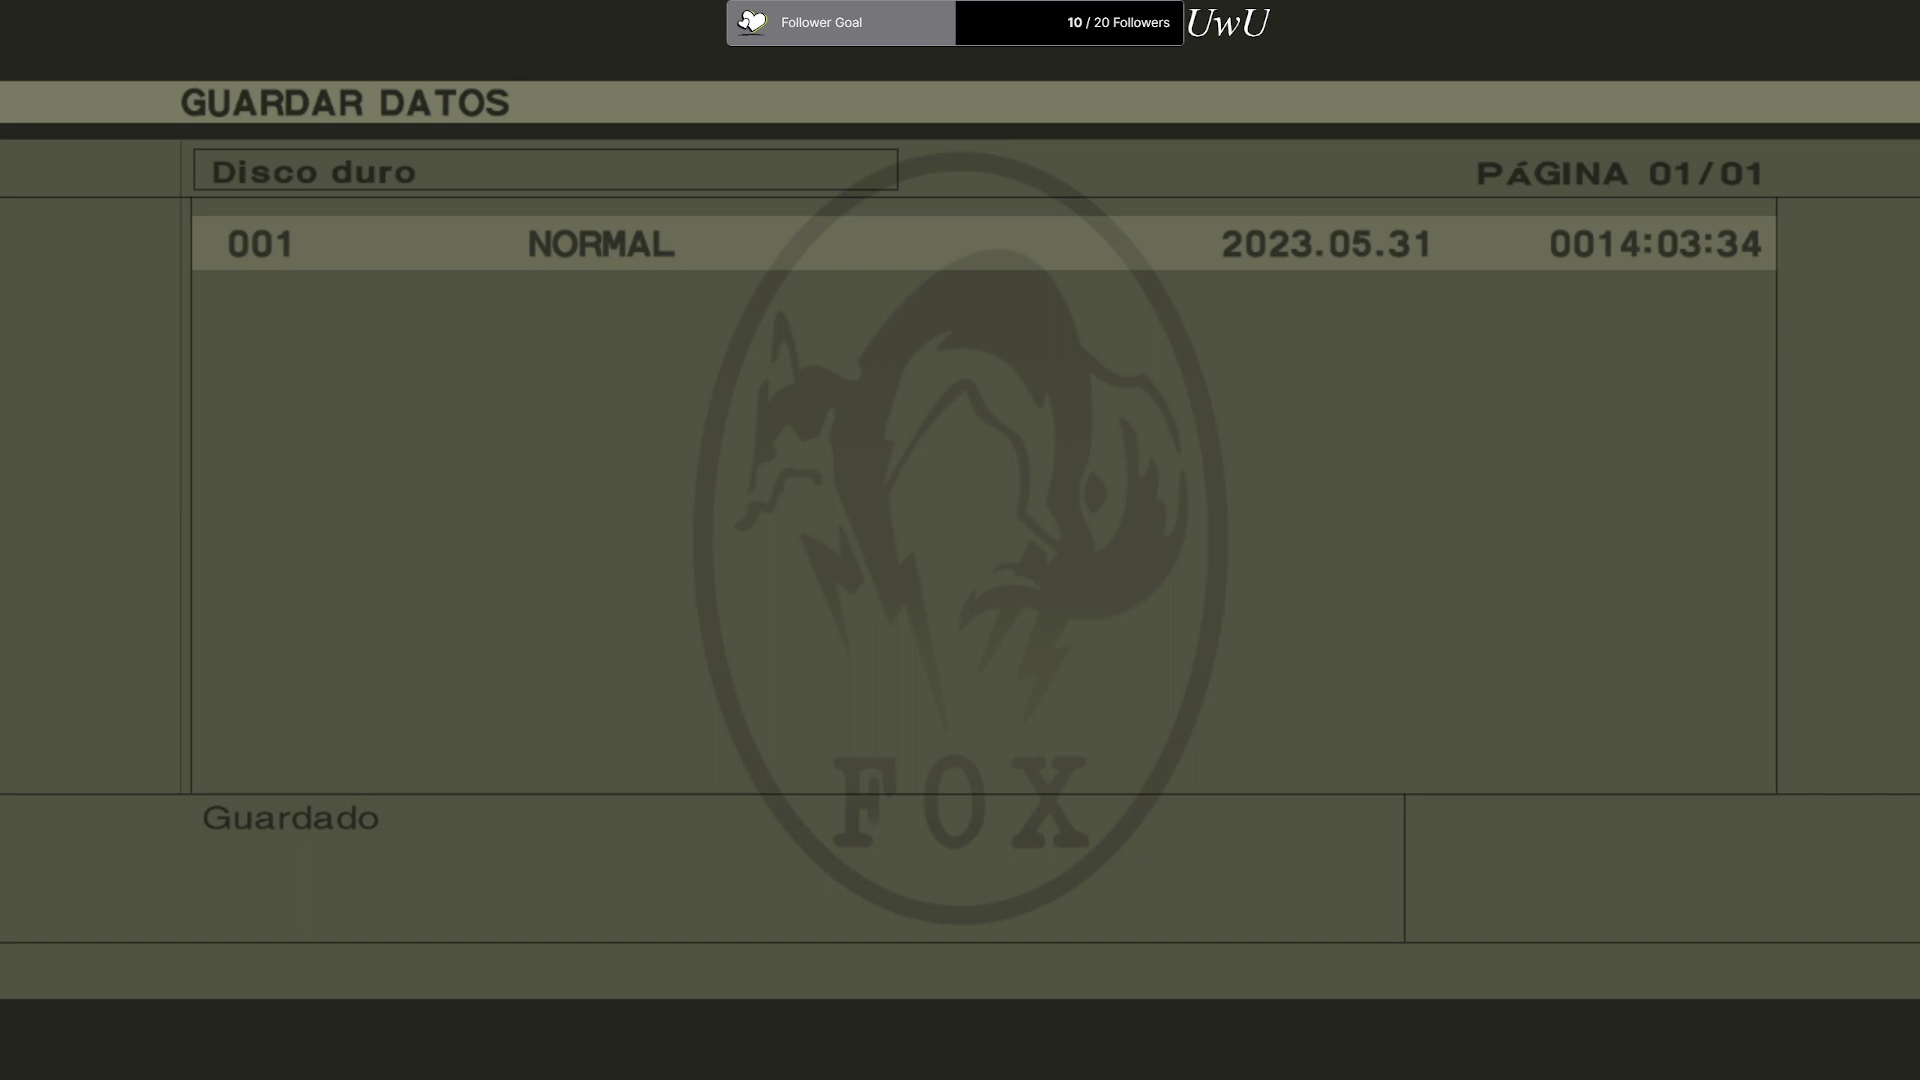 Follower Goal 10 / 20 Followers UwU
GUARDAR DATOS
Disco duro PáGINA 01/01
001 NORMAL 2023.05.31 0014:03:34
FOX
Guardado